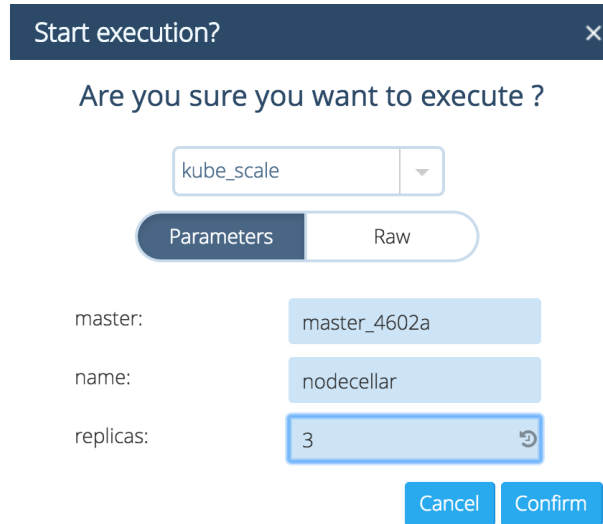 Start execution?
Are you sure you want to execute ?
kube_scale
Parameters Raw
master: master_4602a
name: nodecellar
replicas: 3
Cancel Confirm